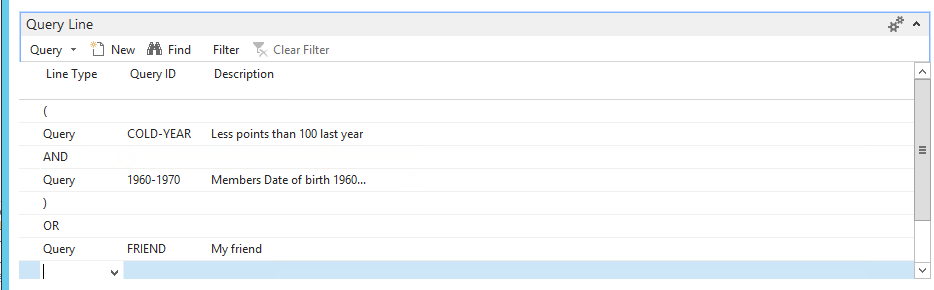 Query Line
Query New Find Filter Clear Filter
Line Type Query ID Description
(
Query COLD-YEAR Less points than 100 last year
AND
Query 1960-1970 Members Date of birth 1960...
)
OR
Query FRIEND My friend